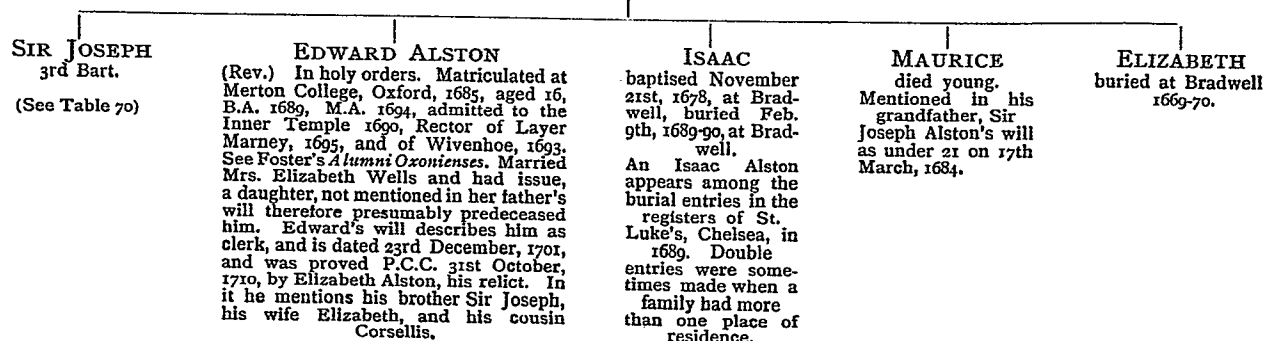 SIR JOSEPH
3rd Bart.
(See Table 70)
EDWARD ALSTON
(Rev.) In holy orders. Matriculated at
Merton College, Oxford, 1685, aged 16,
B.A. 1689, M.A. 1694, admitted to the
Inner Temple 1690, Rector of Layer
Marney, 1695, and of Wivenhoe, 1693.
See Foster's Alumni Oxonienses. Married
Mrs. Elizabeth Wells and had issue,
a daughter, not mentioned in her father's
will therefore presumably predeceased
him. Edward's will describes him as
clerk, and is dated 23rd December, 1701,
and was proved P.C.C. 31st October,
1710, by Elizabeth Alston, his relict. In
it he mentions his brother Sir Joseph,
his wife Elizabeth, and his cousin
Corsellis.
ISAAC
baptised November
21st, 1678, at Brad-
well, buried Feb.
9th, 1689-90, at Brad-
well.
An Isaac Alston
appears among the
burial entries in the
registers of St.
Luke's, Chelsea, in
1689. Double
entries were some-
times made when a
family had more
than one place of
residence.
MAURICE
died young.
Mentioned in his
grandfather, Sir
Joseph Alston's will
as under 21 on 17th
March, 1684.
ELIZABETH
buried at Bradwell
1669-70.